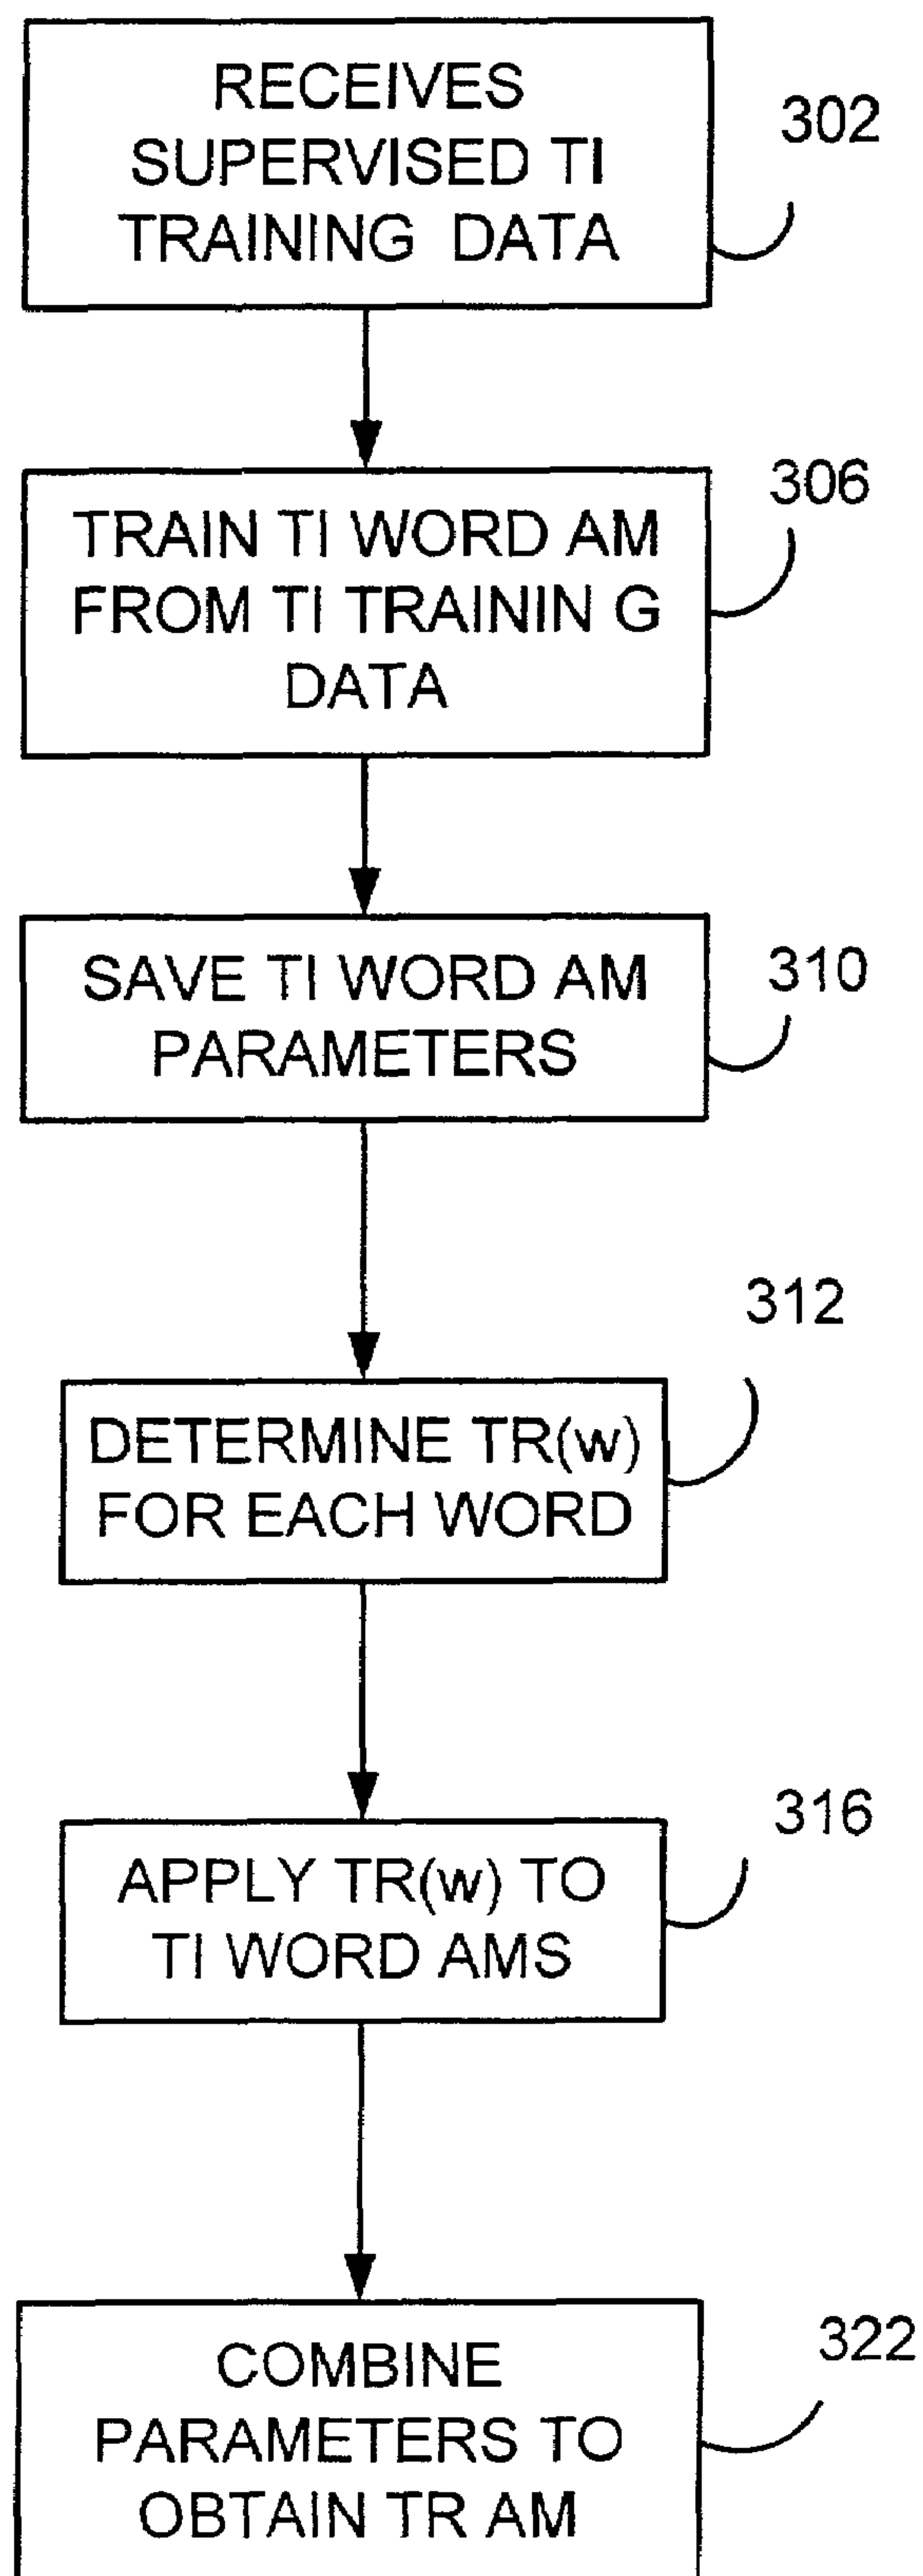 RECEIVES
SUPERVISED TI
TRAINING DATA
302
TRAIN TI WORD AM
FROM TI TRAININ G
DATA
306
SAVE TI WORD AM
PARAMETERS
310
DETERMINE TR(w)
FOR EACH WORD
312
APPLY TR(w) TO
TI WORD AMS
316
COMBINE
PARAMETERS TO
OBTAIN TR AM
322